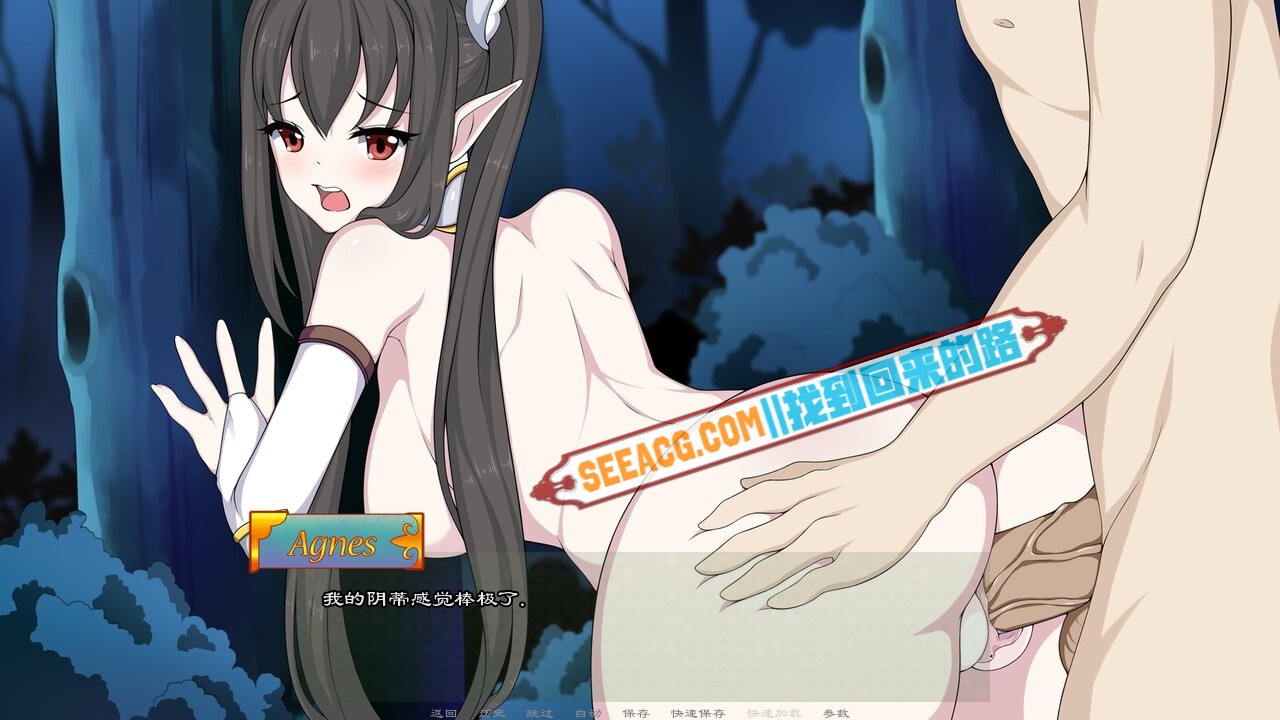 SEEACG.COM||找到回来的路
Agnes
我的阴蒂感觉棒极了.
返回 历史 跳过 自动 保存 快速保存 快速加载 参数